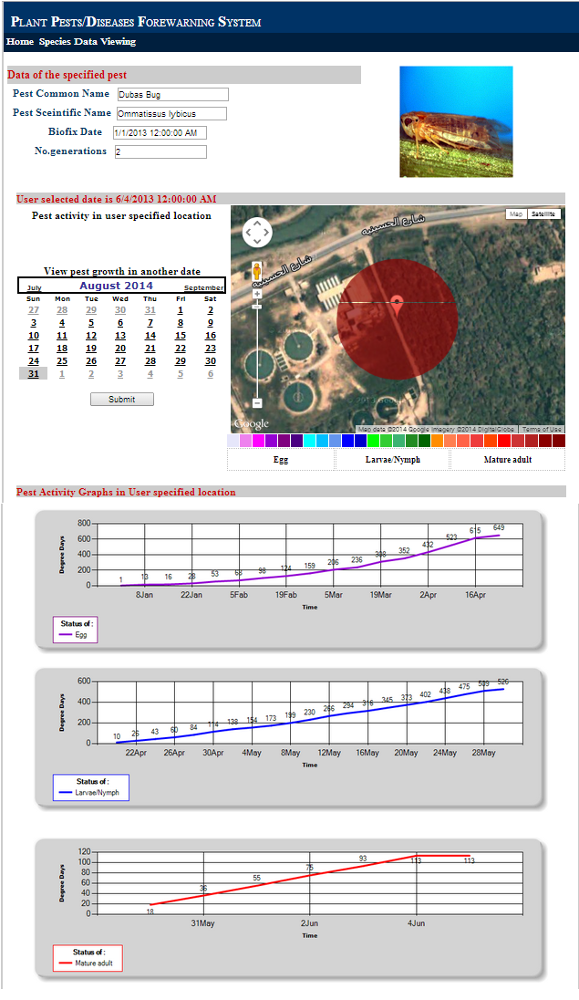 PLANT PESTS/DISEASES FOREWARNING SYSTEM
Home Species Data Viewing
Data of the specified pest
Pest Common Name Dubas Bug
Pest Sceintific Name Ommatissus lybicus
Biofix Date 1/1/2013 12:00:00 AM
No.generations 2
User selected date is 6/4/2013 12:00:00 AM
Pest activity in user specified location
View pest growth in another date
July August 2014 September
Sun Mon Tue Wed Thu Fri Sat
27 28 29 30 31 1 2
3 4 5 6 7 8 9
10 11 12 13 14 15 16
17 18 19 20 21 22 23
24 25 26 27 28 29 30
31 1 2 3 4 5 6
Submit
Map Satellite
شارع الحسينيه
شارع الحسينيه
© 2013 Google
Google
Map data ©2014 Google Imagery ©2014 DigitalGlobe Terms of Use
Egg Larvae/Nymph Mature adult
Pest Activity Graphs in User specified location
Degree Days
800
600
400
200
0
1 13 16 28 53 68 98 124 159 206 236 308 352 432 523 615 649
8Jan 22Jan 5Fab 19Fab 5Mar 19Mar 2Apr 16Apr
Time
Status of :
Egg
Degree Days
600
400
200
0
10 26 43 60 84 114 138 154 173 199 230 266 294 316 345 373 402 438 475 509 526
22Apr 26Apr 30Apr 4May 8May 12May 16May 20May 24May 28May
Time
Status of :
Larvae/Nymph
Degree Days
120
100
80
60
40
20
0
18 36 55 75 93 113 113
31May 2Jun 4Jun
Time
Status of :
Mature adult